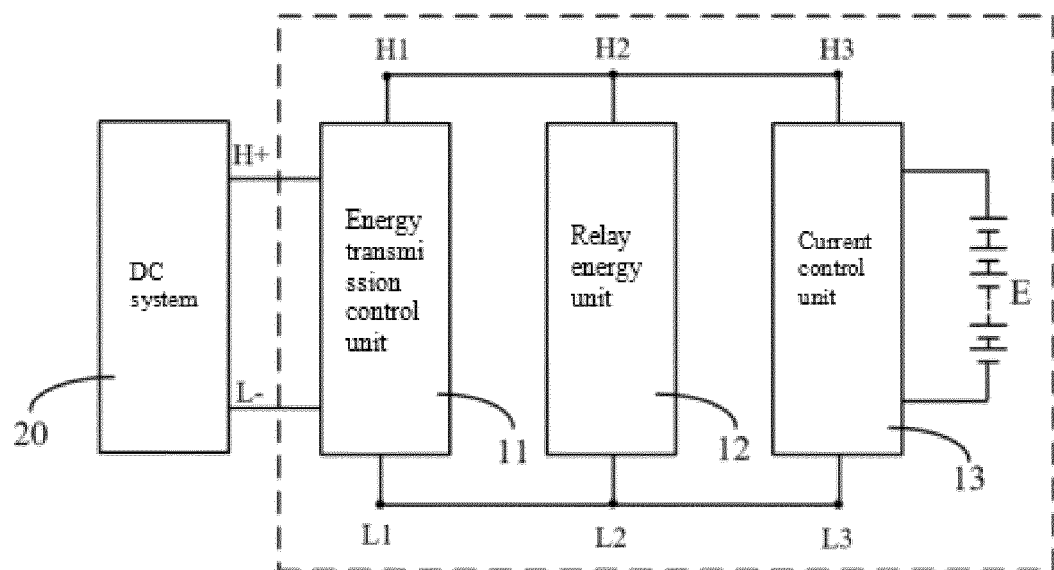 H1
H2
H3
H+
DC
system
Energy
transmi
ssion
control
unit
Relay
energy
unit
Current
control
unit
E
L-
20
11
12
13
L1
L2
L3